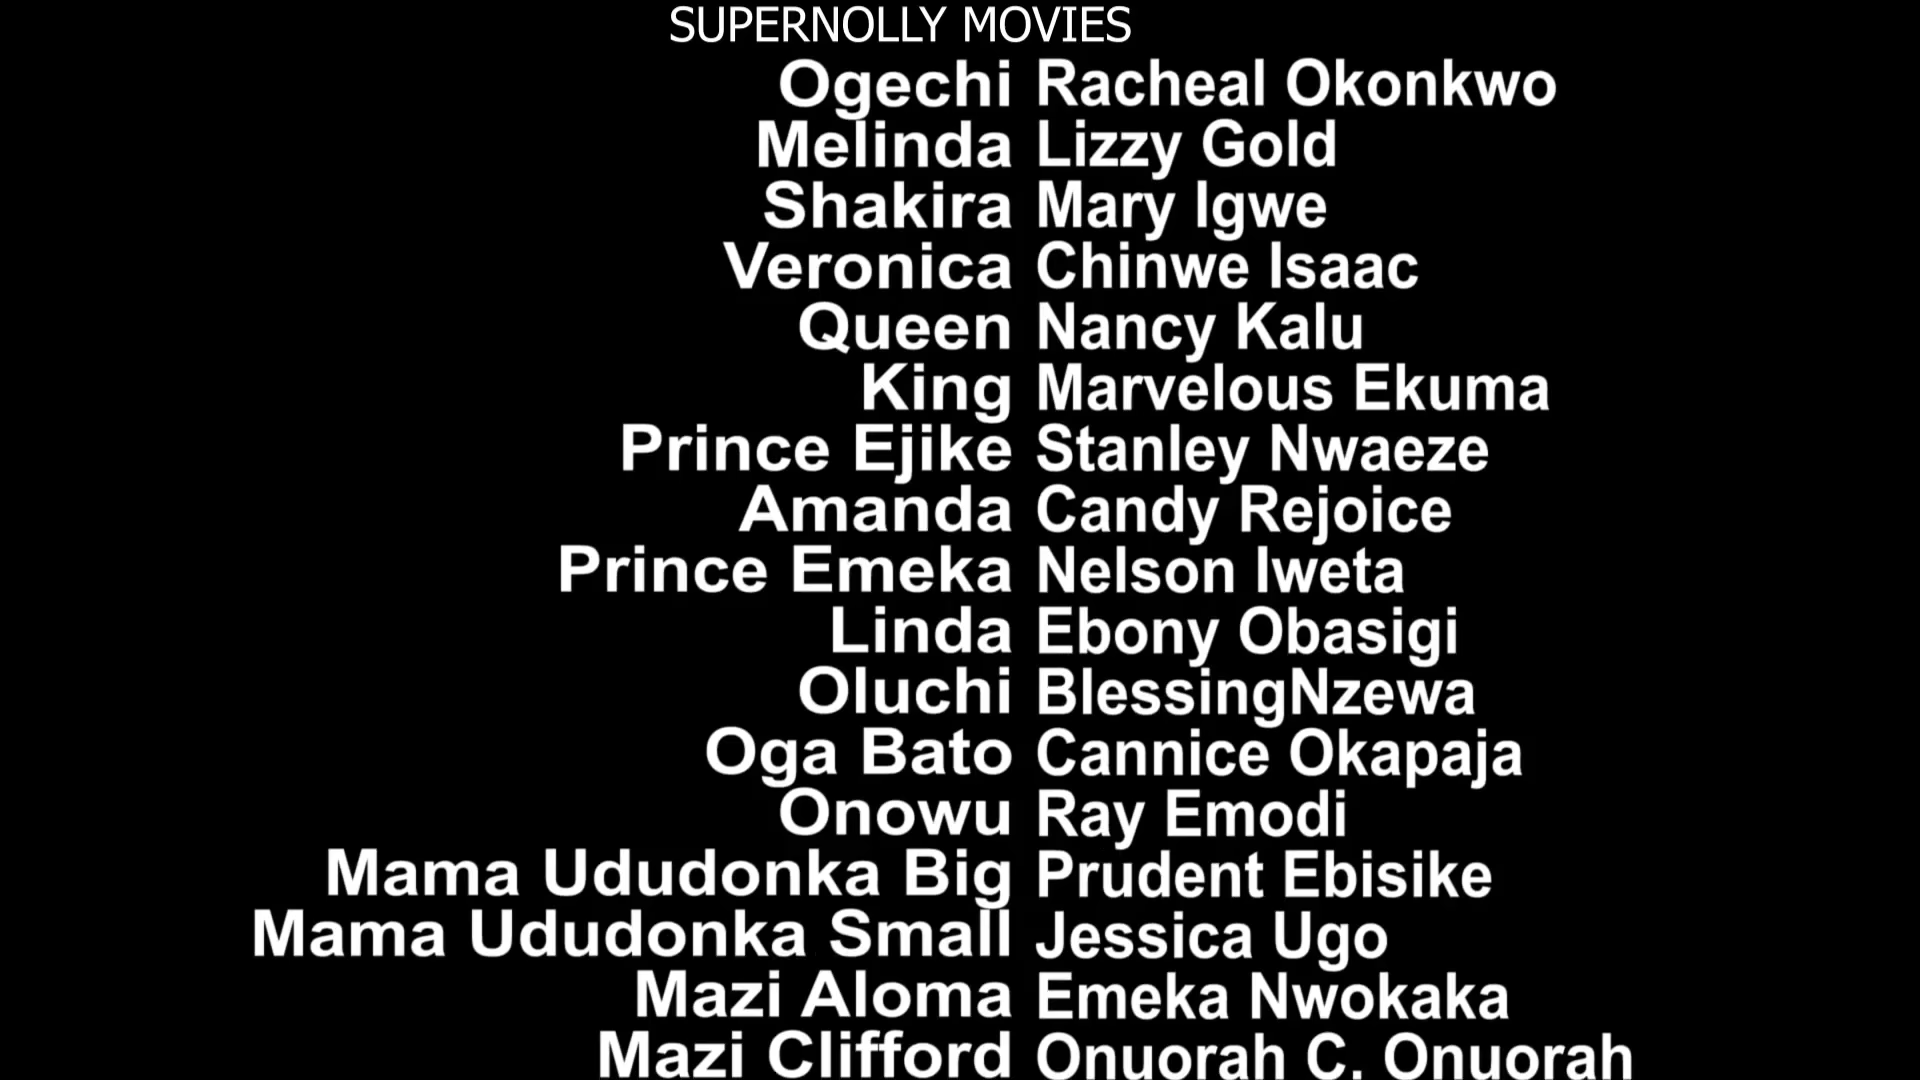 SUPERNOLLY MOVIES
Ogechi Racheal Okonkwo
Melinda Lizzy Gold
Shakira Mary Igwe
Veronica Chinwe Isaac
Queen Nancy Kalu
King Marvelous Ekuma
Prince Ejike Stanley Nwaeze
Amanda Candy Rejoice
Prince Emeka Nelson Iweta
Linda Ebony Obasigi
Oluchi BlessingNzewa
Oga Bato Cannice Okapaja
Onowu Ray Emodi
Mama Ududonka Big Prudent Ebisike
Mama Ududonka Small Jessica Ugo
Mazi Aloma Emeka Nwokaka
Mazi Clifford Onuorah C. Onuorah